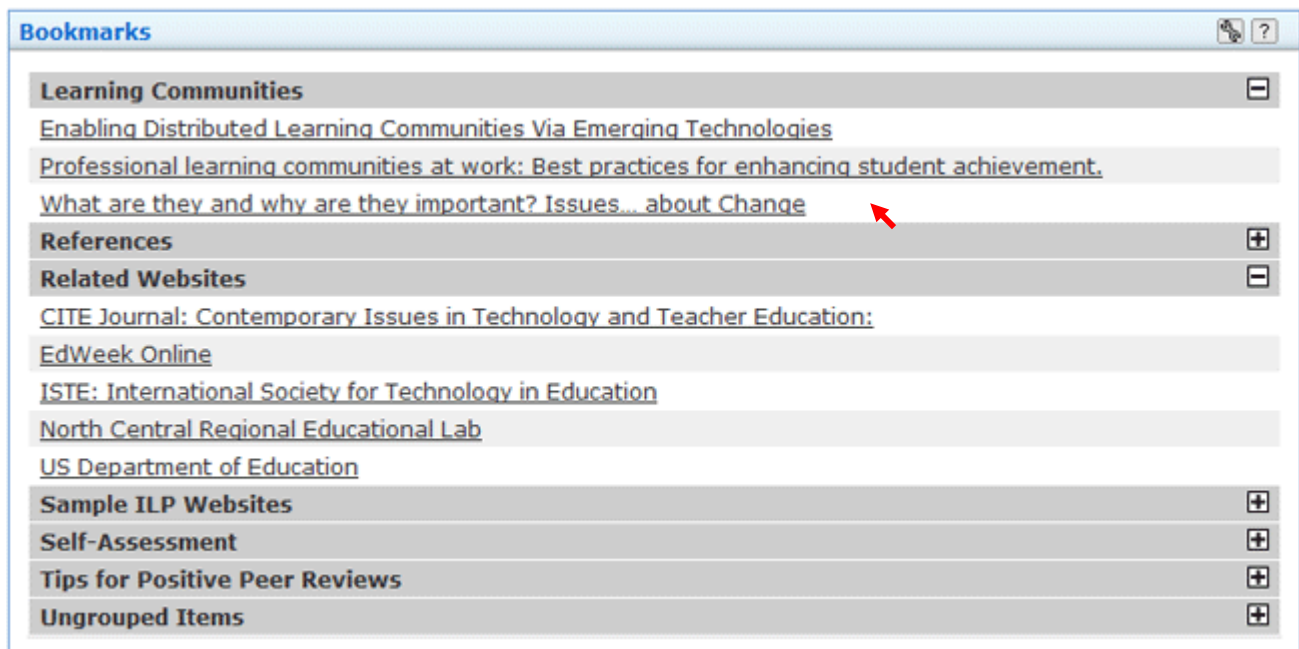 Bookmarks ?
Learning Communities
Enabling Distributed Learning Communities Via Emerging Technologies
Professional learning communities at work: Best practices for enhancing student achievement.
What are they and why are they important? Issues... about Change
References
Related Websites
CITE Journal: Contemporary Issues in Technology and Teacher Education:
EdWeek Online
ISTE: International Society for Technology in Education
North Central Regional Educational Lab
US Department of Education
Sample ILP Websites
Self-Assessment
Tips for Positive Peer Reviews
Ungrouped Items